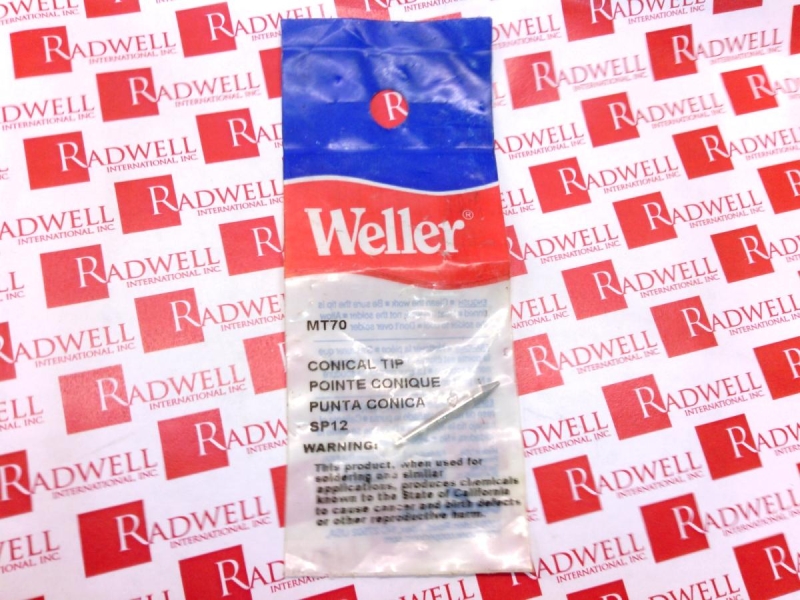 R
Weller®
MT70
CONICAL TIP
POINTE CONIQUE
PUNTA CONICA
SP12
WARNING:
This product, when used for
soldering and similar
applications, produces chemicals
known to the State of California
to cause cancer and birth defects
or other reproductive harm.
R RADWELL
INTERNATIONAL, INC.